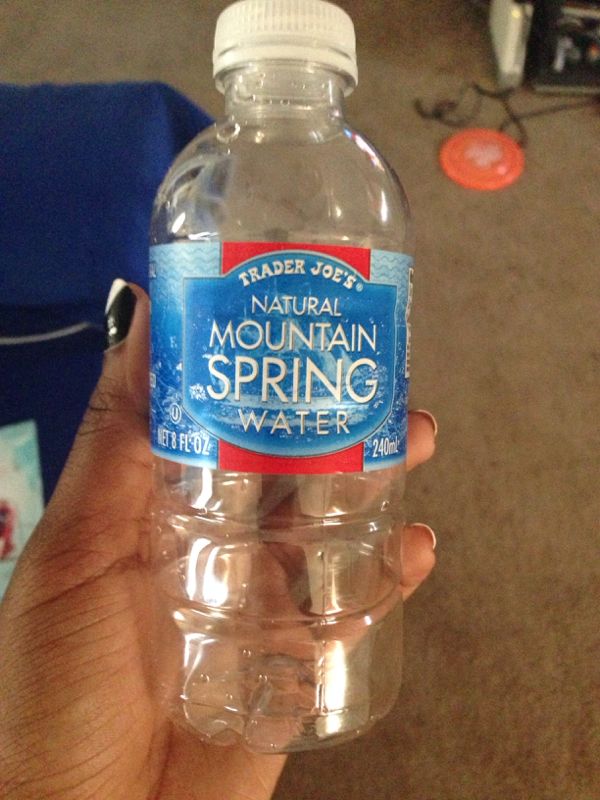 TRADER JOE'S®
NATURAL
MOUNTAIN
SPRING
WATER
U
NET 8 FL OZ
240mL